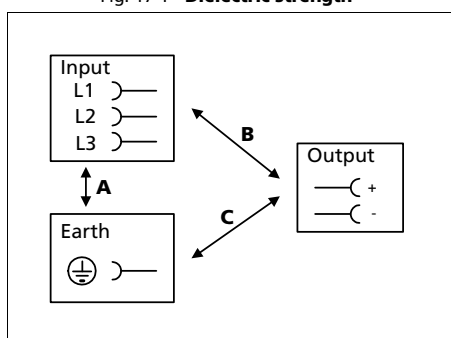 Fig. 17-1 Dielectric strength
Input
L1
L2
L3
B
Output
+
-
A
C
Earth